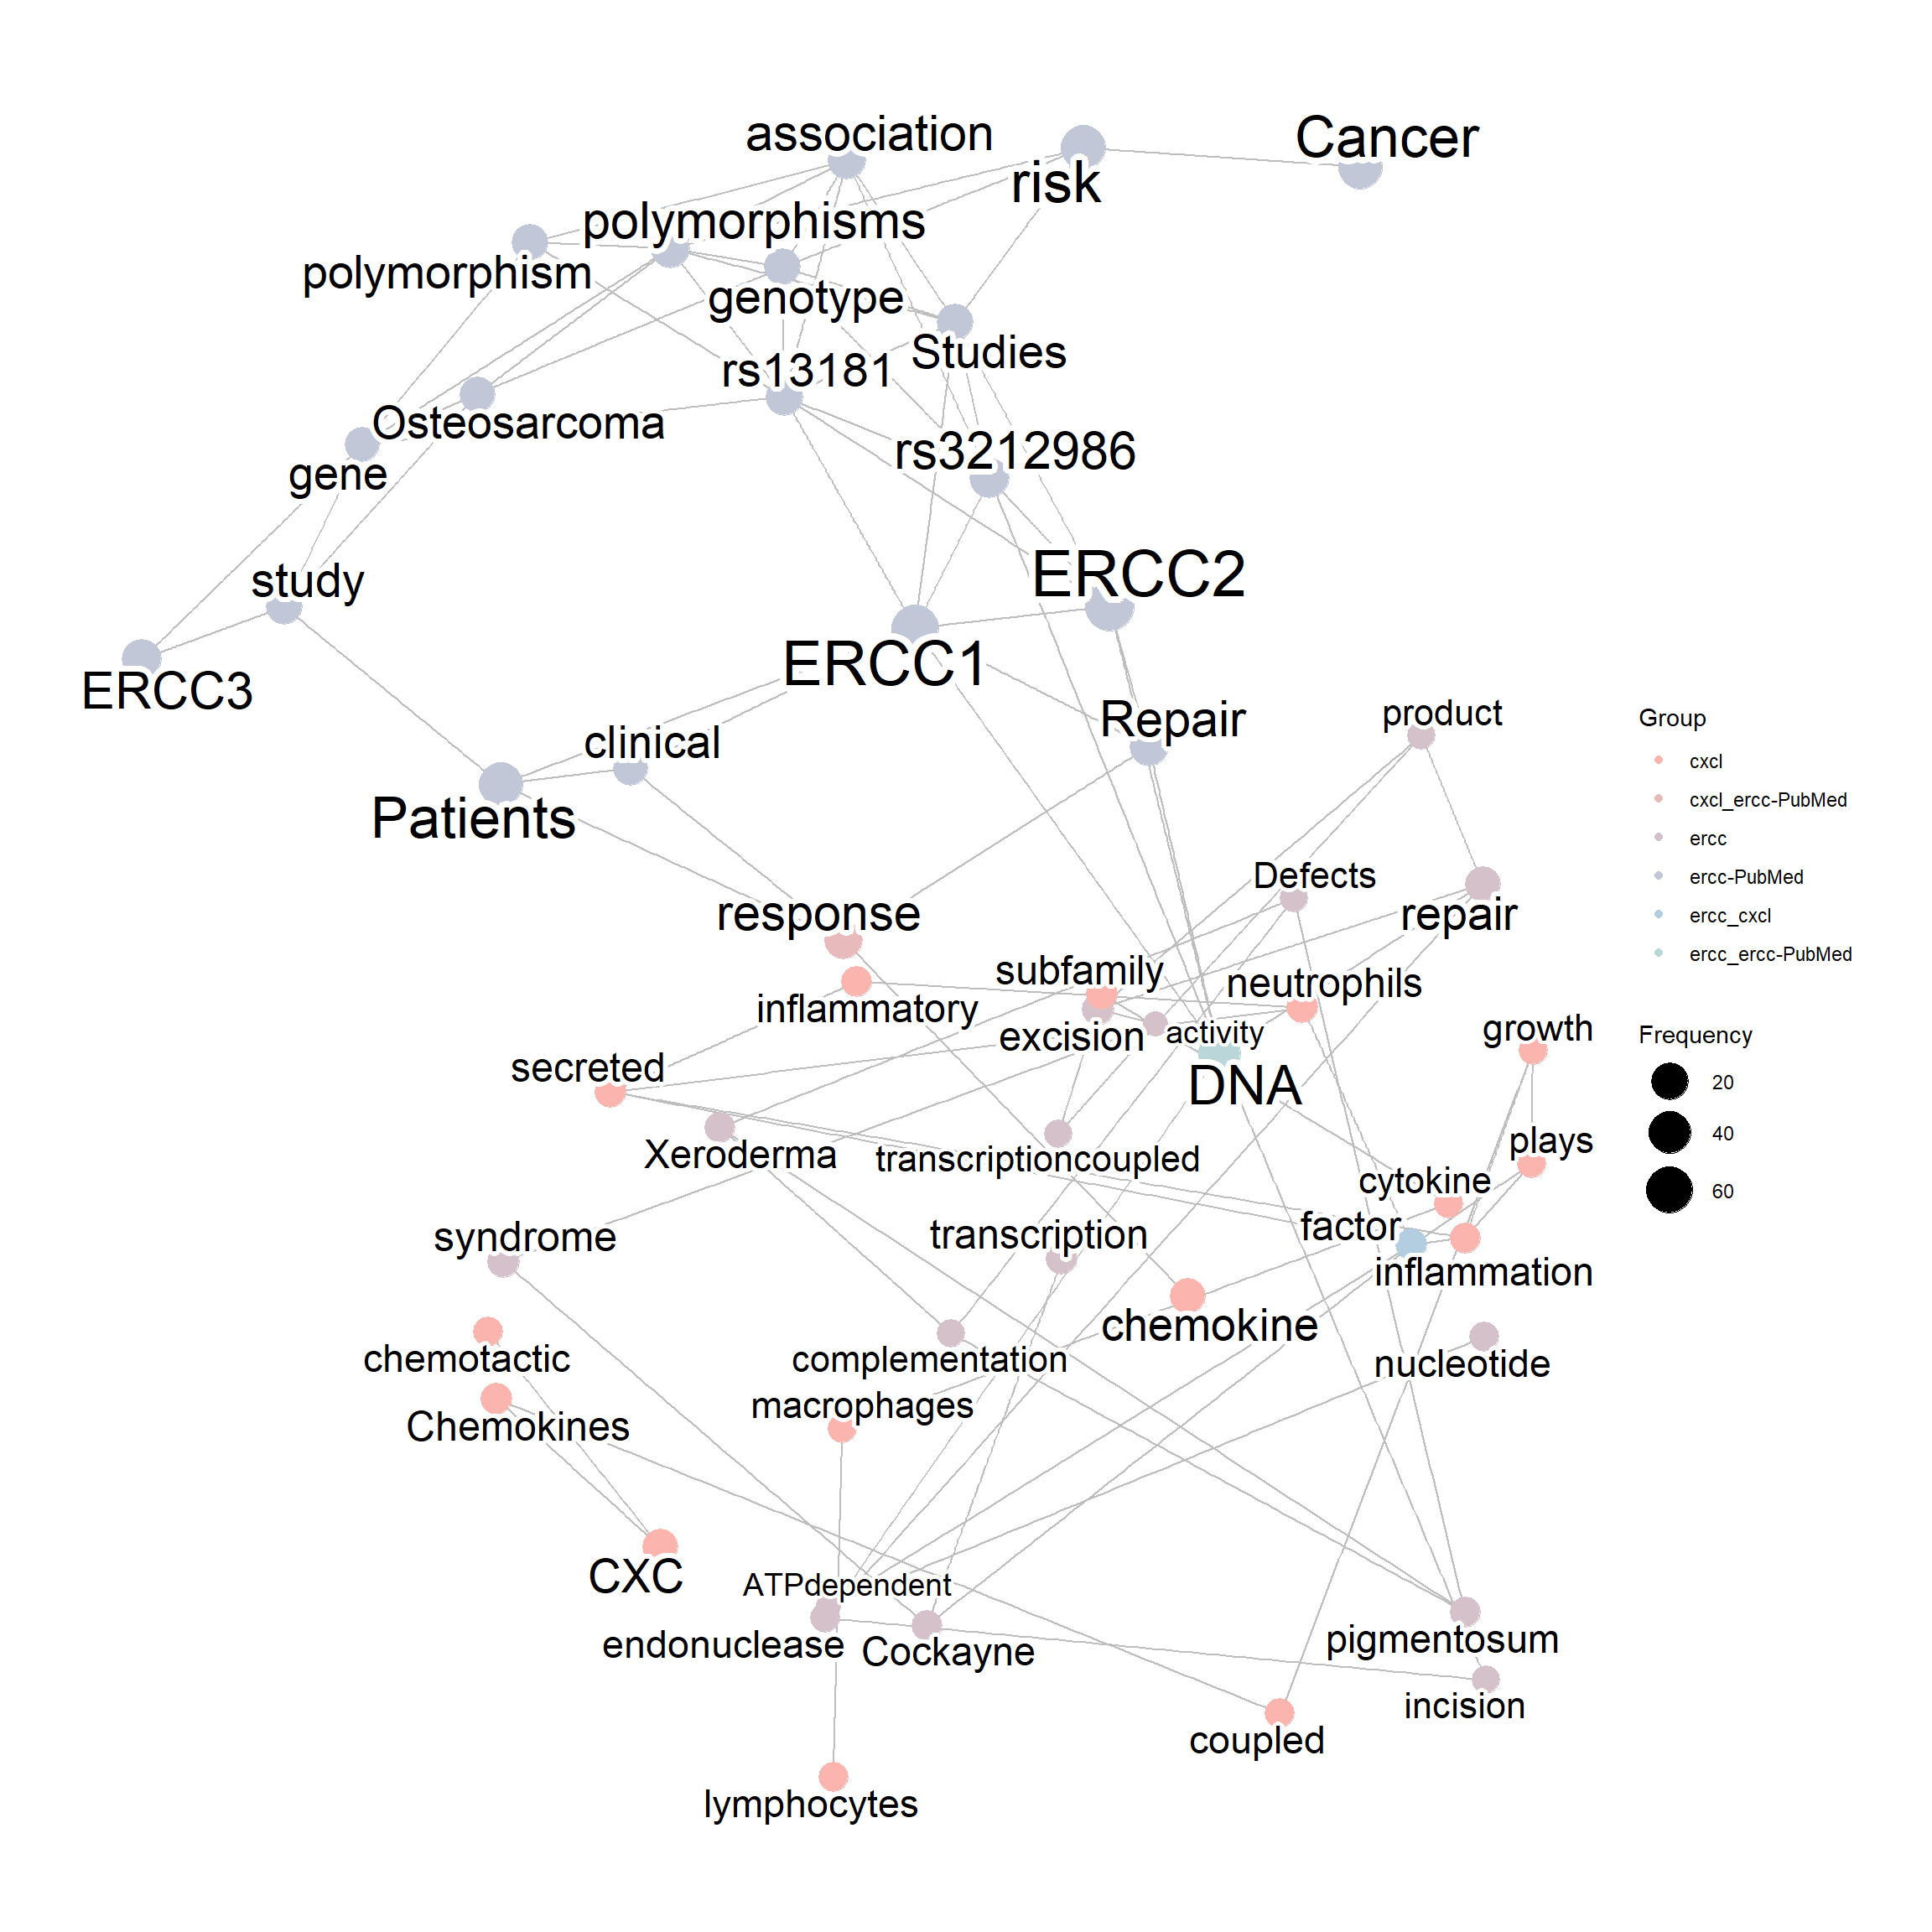 association
Cancer
risk
polymorphisms
polymorphism
genotype
Studies
rs13181
Osteosarcoma
rs3212986
gene
study
ERCC2
ERCC1
ERCC3
Repair
product
clinical
Patients
Defects
response
repair
subfamily
neutrophils
inflammatory
excision
activity
growth
secreted
DNA
plays
Xeroderma
transcriptioncoupled
cytokine
factor
syndrome
transcription
inflammation
chemokine
chemotactic
complementation
nucleotide
macrophages
Chemokines
CXC
ATPdependent
endonuclease
Cockayne
pigmentosum
incision
coupled
lymphocytes
Group
cxcl
cxcl_ercc-PubMed
ercc
ercc-PubMed
ercc_cxcl
ercc_ercc-PubMed
Frequency
20
40
60